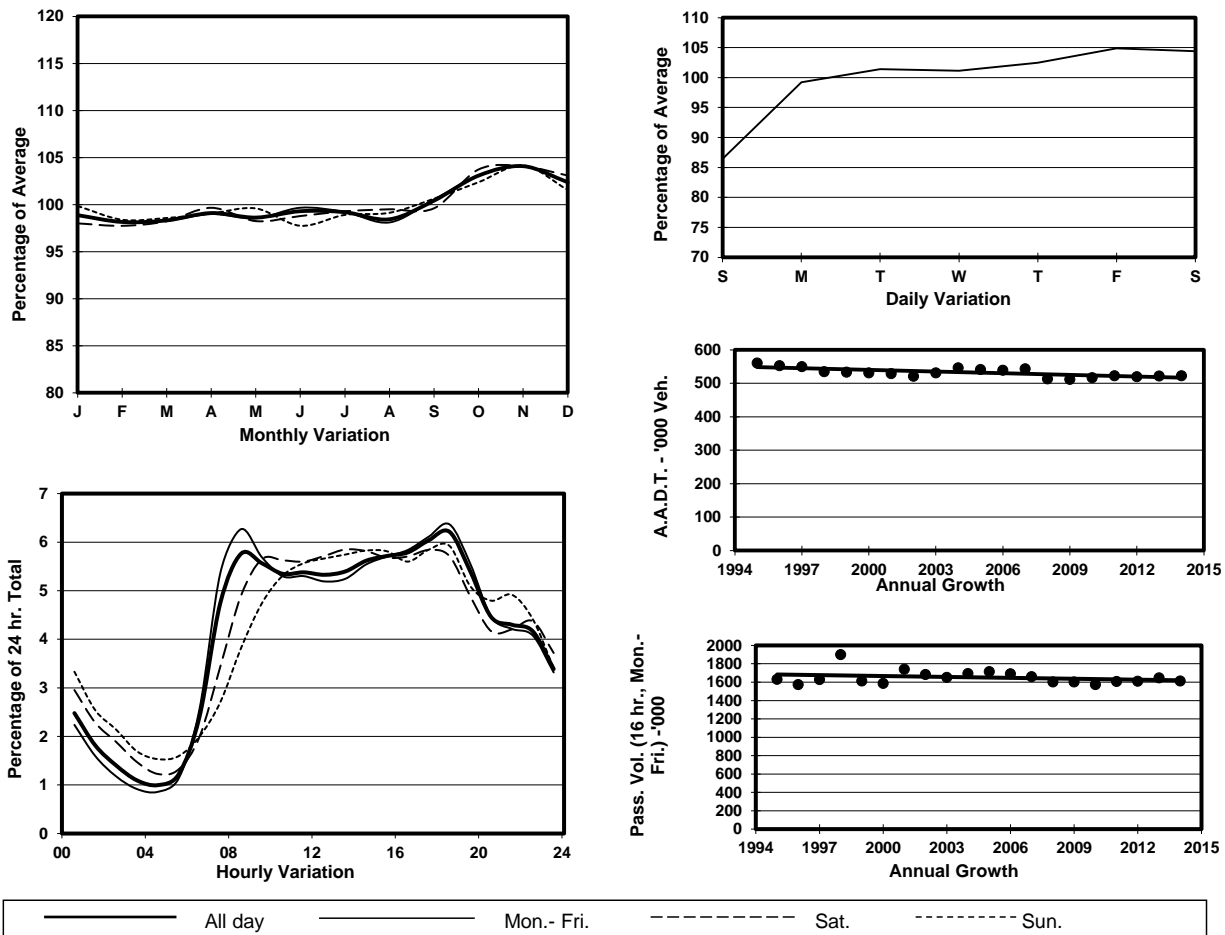 120
115
110
105
100
95
90
85
80
Percentage of Average
J F M A M J J A S O N D
Monthly Variation
110
105
100
95
90
85
80
75
70
Percentage of Average
S M T W T F S
Daily Variation
600
500
400
300
200
100
0
A.A.D.T. - '000 Veh.
1994 1997 2000 2003 2006 2009 2012 2015
Annual Growth
7
6
5
4
3
2
1
0
Percentage of 24 hr. Total
00 04 08 12 16 20 24
Hourly Variation
2000
1800
1600
1400
1200
1000
800
600
400
200
0
Pass. Vol. (16 hr., Mon.-
Fri.) -'000
1994 1997 2000 2003 2006 2009 2012 2015
Annual Growth
All day Mon.- Fri. Sat. Sun.